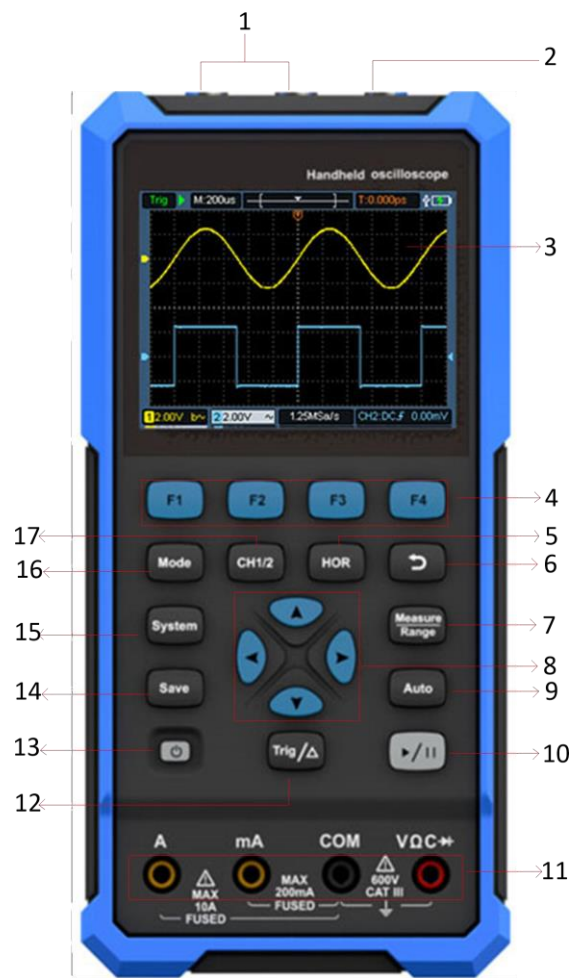 1
2
Handheld oscilloscope
Trig M:200us T:0.000ps
3
1 2.00V 2 2.00V 1.25MSa/s CH2:DC 0.00mV
F1 F2 F3 F4
4
17
5
Mode CH1/2 HOR
16
6
System Measure
Range
15
7
8
Save Auto
14
9
13
Trig/△
▶/II
10
12
A mA COM VΩC
MAX
10A
FUSED
MAX
200mA
FUSED
600V
CAT III
11